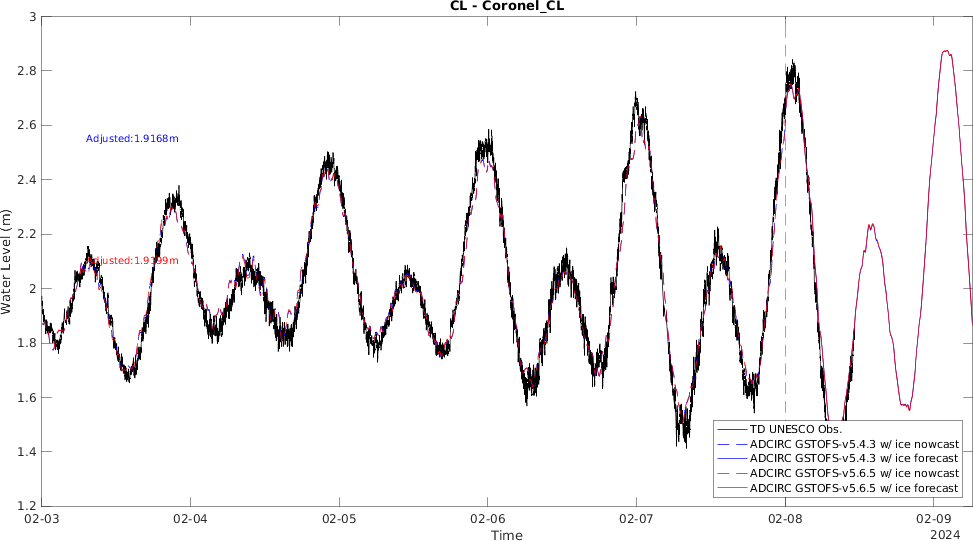 CL - Coronel_CL
3
2.8
2.6
2.4
2.2
2
1.8
1.6
1.4
1.2
Water Level (m)
Adjusted:1.9168m
Adjusted:1.9199m
TD UNESCO Obs.
ADCIRC GSTOFS-v5.4.3 w/ ice nowcast
ADCIRC GSTOFS-v5.4.3 w/ ice forecast
ADCIRC GSTOFS-v5.6.5 w/ ice nowcast
ADCIRC GSTOFS-v5.6.5 w/ ice forecast
02-03 02-04 02-05 02-06 02-07 02-08 02-09
Time
2024